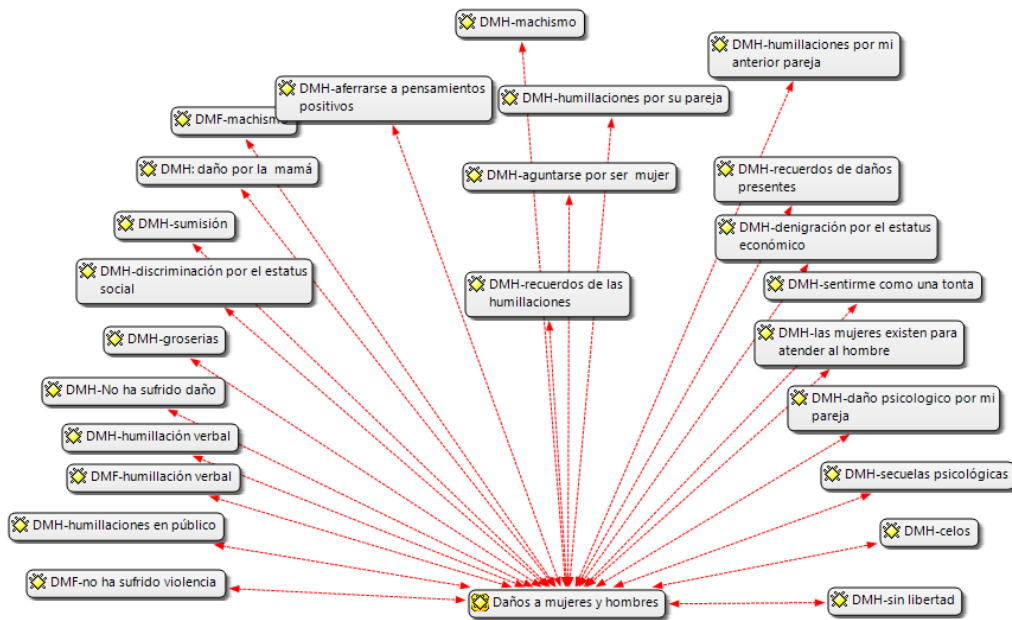 DMH-machismo
DMH-humillaciones por mi
anterior pareja
DMH-aferrarse a pensamientos
positivos
DMH-humillaciones por su pareja
DMF-machismo
DMH: daño por la  mamá
DMH-aguntarse por ser  mujer
DMH-recuerdos de daños
presentes
DMH-sumisión
DMH-denigración por el estatus
económico
DMH-discriminación por el estatus
social
DMH-recuerdos de las
humillaciones
DMH-sentirme como una tonta
DMH-groserias
DMH-las mujeres existen para
atender al hombre
DMH-No ha sufrido daño
DMH-daño psicologico por mi
pareja
DMH-humillación verbal
DMF-humillación verbal
DMH-secuelas psicológicas
DMH-humillaciones en público
DMH-celos
DMF-no ha sufrido violencia
Daños a mujeres y hombres
DMH-sin libertad